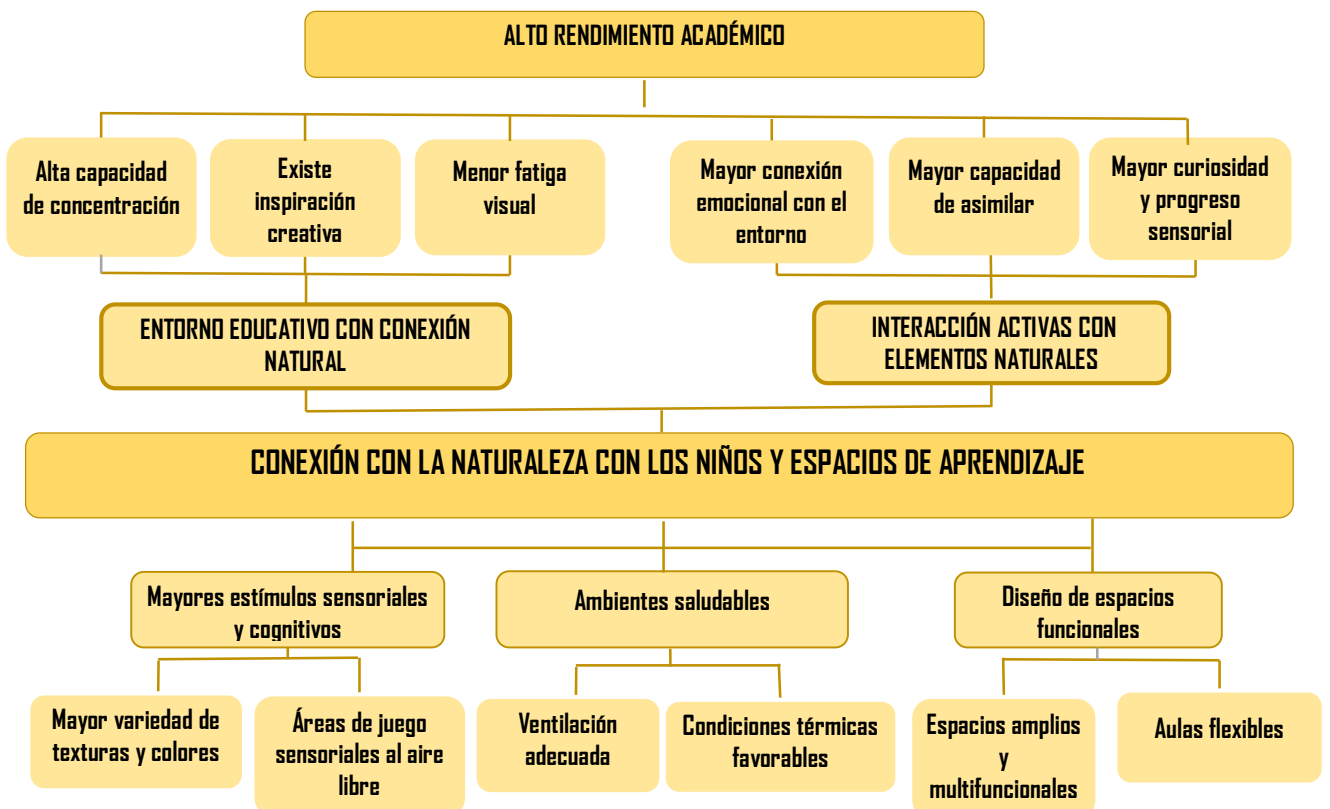 ALTO RENDIMIENTO ACADÉMICO
Alta capacidad
de concentración
Existe
inspiración
creativa
Menor fatiga
visual
Mayor conexión
emocional con el
entorno
Mayor capacidad
de asimilar
Mayor curiosidad
y progreso
sensorial
ENTORNO EDUCATIVO CON CONEXIÓN
NATURAL
INTERACCIÓN ACTIVAS CON
ELEMENTOS NATURALES
CONEXIÓN CON LA NATURALEZA CON LOS NIÑOS Y ESPACIOS DE APRENDIZAJE
Mayores estímulos sensoriales
y cognitivos
Ambientes saludables
Diseño de espacios
funcionales
Mayor variedad de
texturas y colores
Áreas de juego
sensoriales al aire
libre
Ventilación
adecuada
Condiciones térmicas
favorables
Espacios amplios
y
multifuncionales
Aulas flexibles